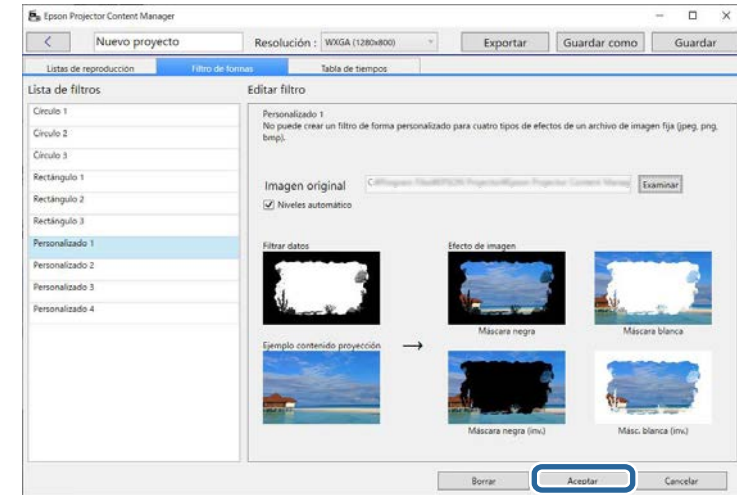 Epson Projector Content Manager
Nuevo proyecto
Resolución :
WXGA (1280x800)
Exportar
Guardar como
Guardar
Listas de reproducción
Filtro de formas
Tabla de tiempos
Lista de filtros
Círculo 1
Círculo 2
Círculo 3
Rectángulo 1
Rectángulo 2
Rectángulo 3
Personalizado 1
Personalizado 2
Personalizado 3
Personalizado 4
Editar filtro
Personalizado 1
No puede crear un filtro de forma personalizado para cuatro tipos de efectos de un archivo de imagen fija (jpeg, png,
bmp).
Imagen original
Examinar
Niveles automático
Filtrar datos
Efecto de imagen
Máscara negra
Máscara blanca
Ejemplo contenido proyección
Máscara negra (inv.)
Másc. blanca (inv.)
Borrar
Aceptar
Cancelar